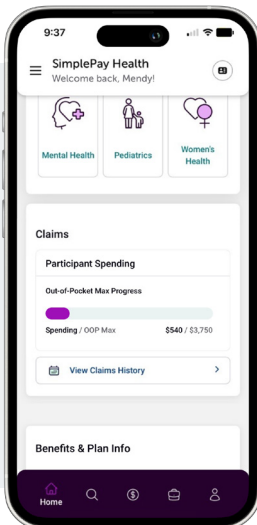 9:37
SimplePay Health
Welcome back, Mendy!
Mental Health
Pediatrics
Women's
Health
Claims
Participant Spending
Out-of-Pocket Max Progress
Spending / OOP Max $540 / $3,750
View Claims History
Benefits & Plan Info
Home